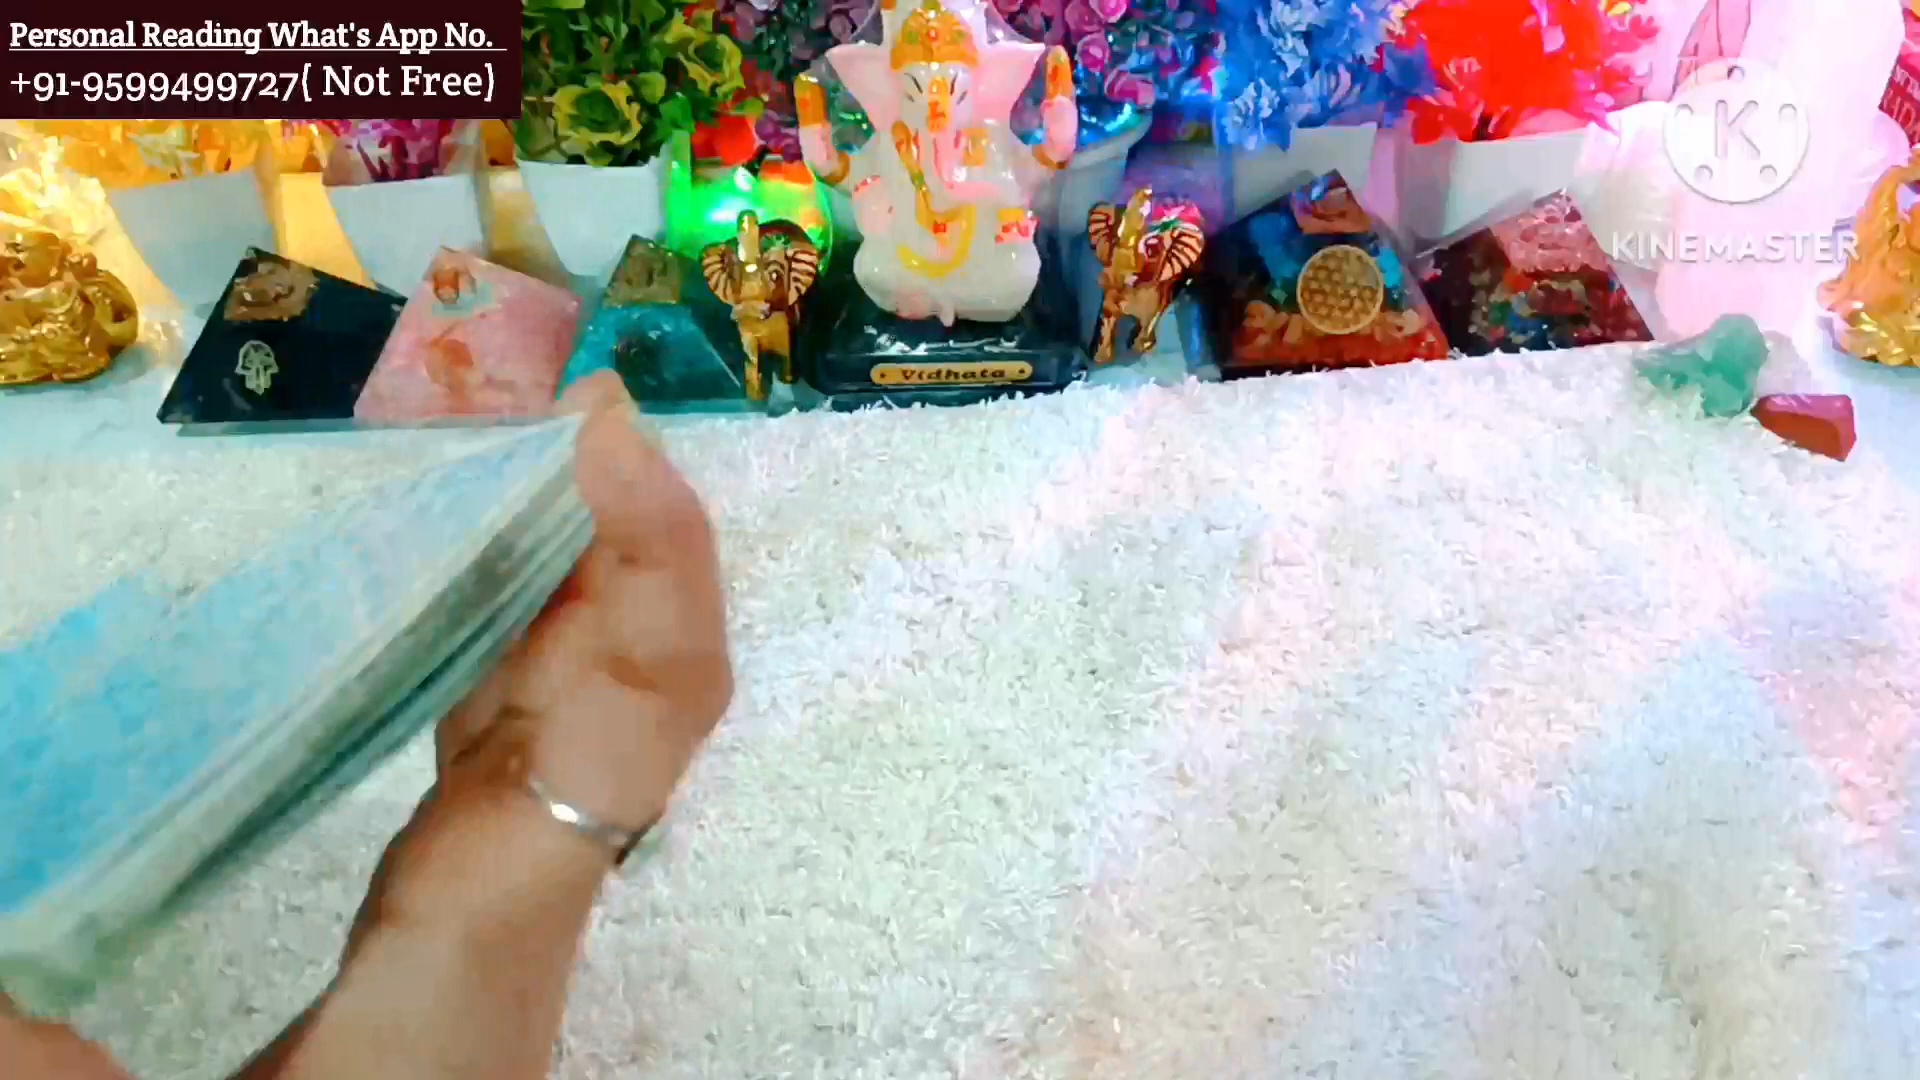 Personal Reading What's App No.
+91-9599499727( Not Free)
K
KINEMASTER
Vidhata